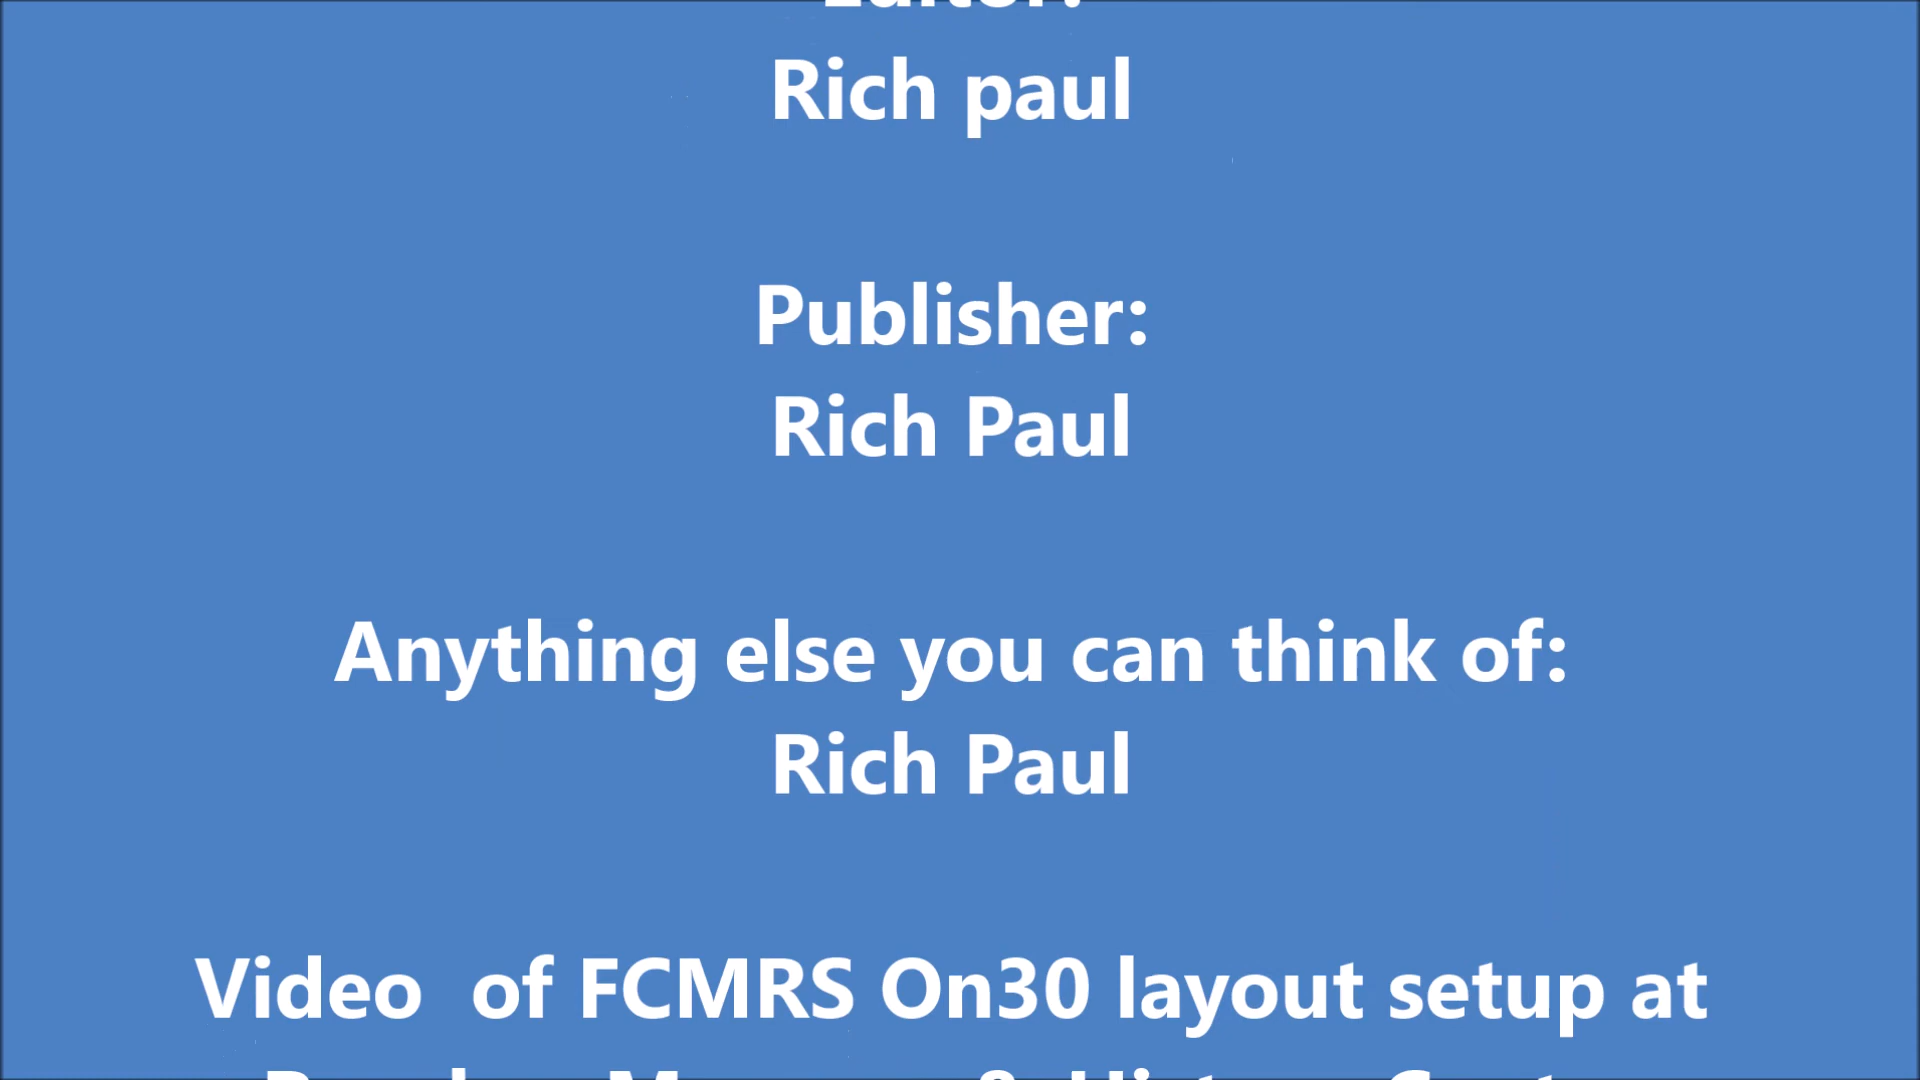 Editor:
Rich paul
Publisher:
Rich Paul
Anything else you can think of:
Rich Paul
Video  of FCMRS On30 layout setup at